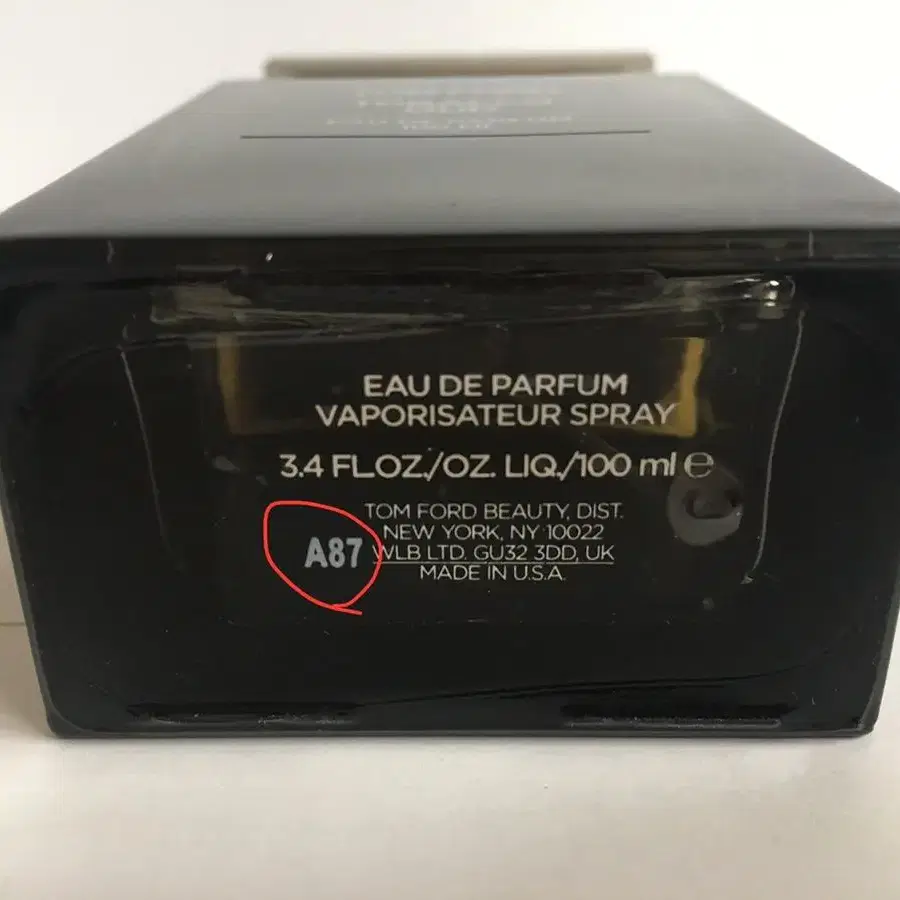 EAU DE PARFUM
VAPORISATEUR SPRAY
3.4 FL.OZ./OZ. LIQ./100 ml ℮
TOM FORD BEAUTY, DIST.
NEW YORK, NY 10022
A87 WLB LTD. GU32 3DD, UK
MADE IN U.S.A.